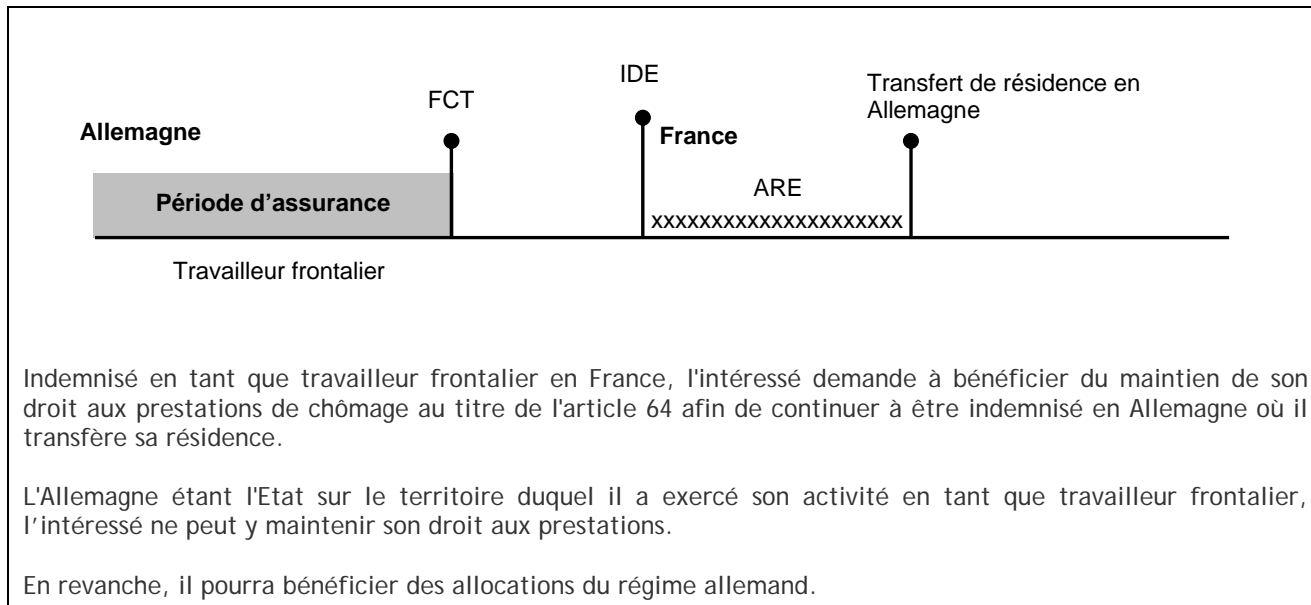 IDE
Transfert de résidence en
Allemagne
FCT
Allemagne
France
Période d'assurance
ARE
xxxxxxxxxxxxxxxxxxxxx
Travailleur frontalier
Indemnisé en tant que travailleur frontalier en France, l'intéressé demande à bénéficier du maintien de son
droit aux prestations de chômage au titre de l'article 64 afin de continuer à être indemnisé en Allemagne où il
transfère sa résidence.
L'Allemagne étant l'Etat sur le territoire duquel il a exercé son activité en tant que travailleur frontalier,
l'intéressé ne peut y maintenir son droit aux prestations.
En revanche, il pourra bénéficier des allocations du régime allemand.